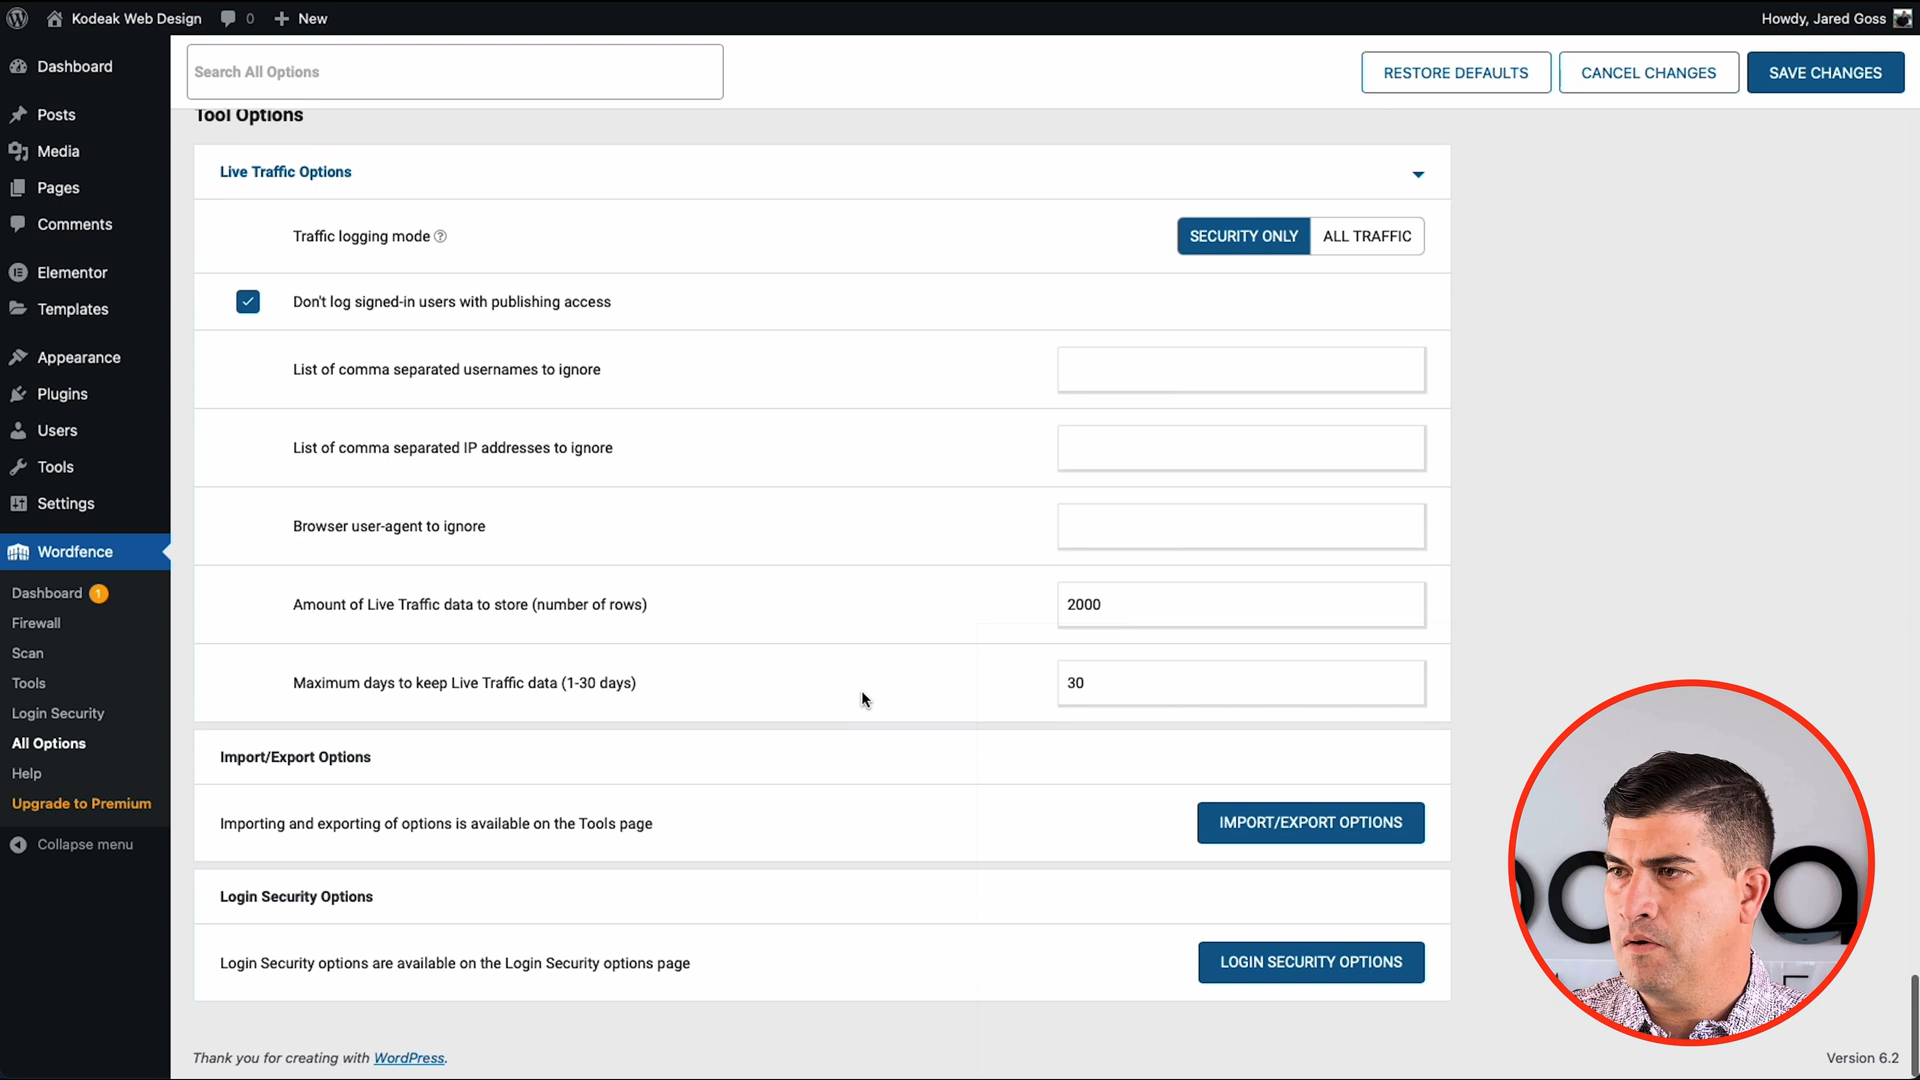 Kodeak Web Design
0
New
Howdy, Jared Goss
Dashboard
Posts
Media
Pages
Comments
Elementor
Templates
Appearance
Plugins
Users
Tools
Settings
Wordfence
Dashboard 1
Firewall
Scan
Tools
Login Security
All Options
Help
Upgrade to Premium
Collapse menu
Search All Options
RESTORE DEFAULTS
CANCEL CHANGES
SAVE CHANGES
Tool Options
Live Traffic Options
Traffic logging mode ?
SECURITY ONLY
ALL TRAFFIC
Don't log signed-in users with publishing access
List of comma separated usernames to ignore
List of comma separated IP addresses to ignore
Browser user-agent to ignore
Amount of Live Traffic data to store (number of rows)
2000
Maximum days to keep Live Traffic data (1-30 days)
30
Import/Export Options
Importing and exporting of options is available on the Tools page
IMPORT/EXPORT OPTIONS
Login Security Options
Login Security options are available on the Login Security options page
LOGIN SECURITY OPTIONS
Thank you for creating with WordPress.
Version 6.2